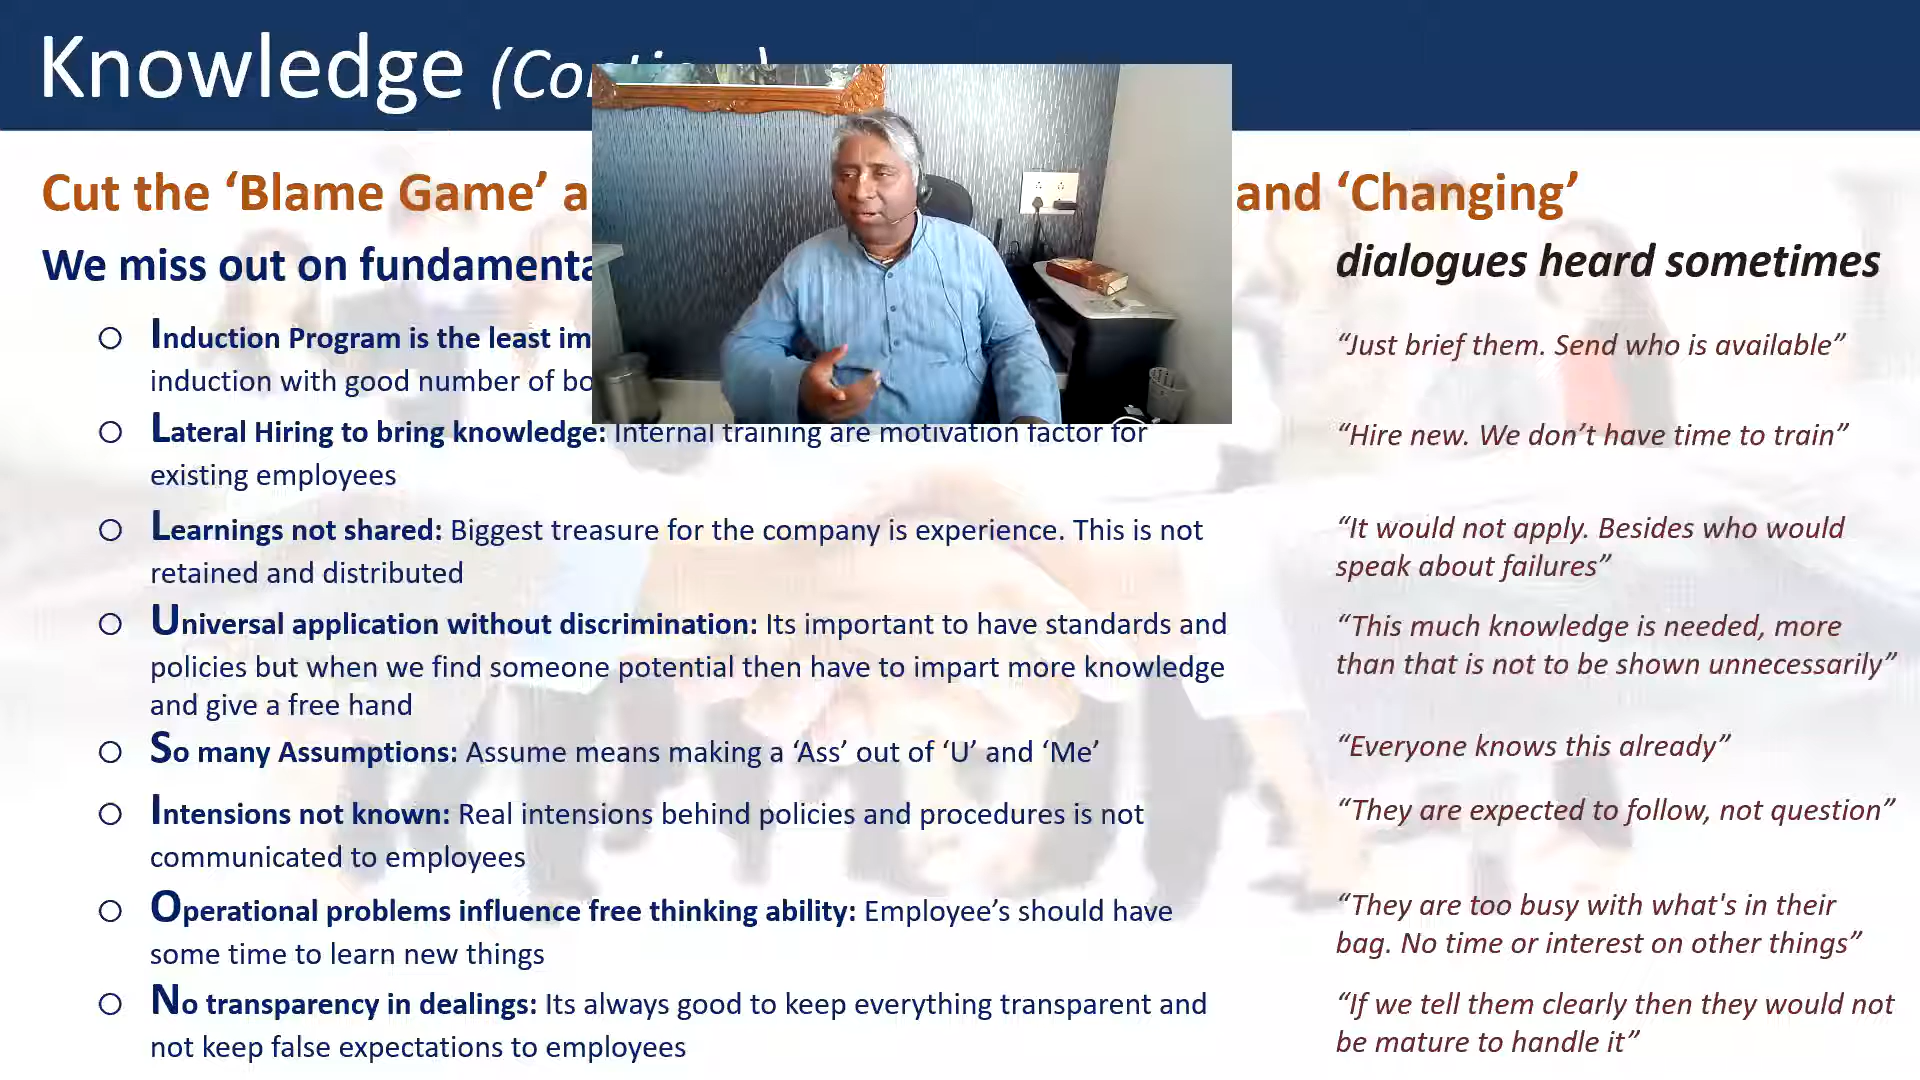 Knowledge
Cut the ‘Blame Game’
and ‘Changing’
We miss out on
dialogues heard sometimes
Induction Program is the least
“Just brief them. Send who is available”
induction with good number of
Lateral Hiring to bring knowledge: Internal training are motivation factor for
“Hire new. We don’t have time to train”
existing employees
Learnings not shared: Biggest treasure for the company is experience. This is not
“It would not apply. Besides who would
retained and distributed
speak about failures”
Universal application without discrimination: Its important to have standards and
“This much knowledge is needed, more
policies but when we find someone potential then have to impart more knowledge
than that is not to be shown unnecessarily”
and give a free hand
So many Assumptions: Assume means making a ‘Ass’ out of ‘U’ and ‘Me’
“Everyone knows this already”
Intensions not known: Real intensions behind policies and procedures is not
“They are expected to follow, not question”
communicated to employees
Operational problems influence free thinking ability: Employee’s should have
“They are too busy with what's in their
some time to learn new things
bag. No time or interest on other things”
No transparency in dealings: Its always good to keep everything transparent and
“If we tell them clearly then they would not
not keep false expectations to employees
be mature to handle it”